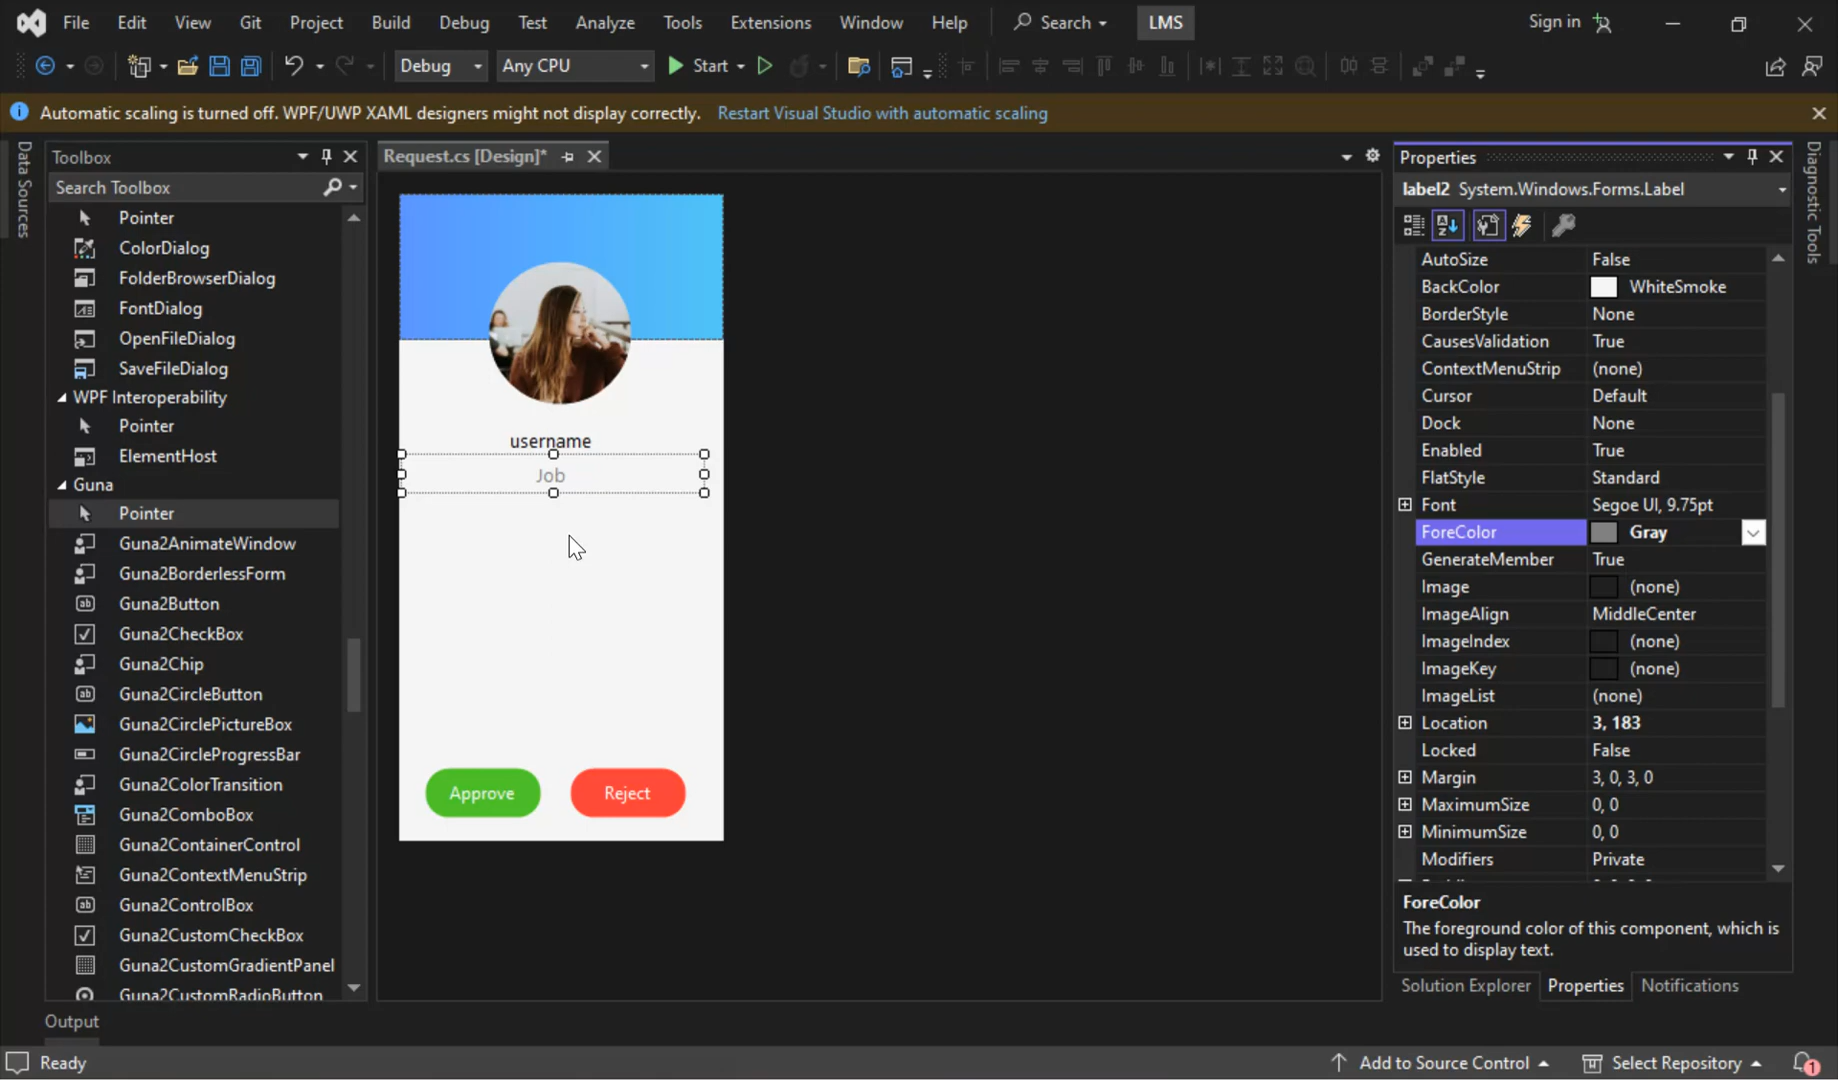 File Edit View Git Project Build Debug Test Analyze Tools Extensions Window Help Search LMS Sign in
Debug Any CPU Start
Automatic scaling is turned off. WPF/UWP XAML designers might not display correctly. Restart Visual Studio with automatic scaling
Data Sources
Toolbox
Search Toolbox
Pointer
ColorDialog
FolderBrowserDialog
FontDialog
OpenFileDialog
SaveFileDialog
WPF Interoperability
Pointer
ElementHost
Guna
Pointer
Guna2AnimateWindow
Guna2BorderlessForm
Guna2Button
Guna2CheckBox
Guna2Chip
Guna2CircleButton
Guna2CirclePictureBox
Guna2CircleProgressBar
Guna2ColorTransition
Guna2ComboBox
Guna2ContainerControl
Guna2ContextMenuStrip
Guna2ControlBox
Guna2CustomCheckBox
Guna2CustomGradientPanel
Guna2CustomRadioButton
Request.cs [Design]*
username
Job
Approve Reject
Properties
label2 System.Windows.Forms.Label
AutoSize False
BackColor WhiteSmoke
BorderStyle None
CausesValidation True
ContextMenuStrip (none)
Cursor Default
Dock None
Enabled True
FlatStyle Standard
Font Segoe UI, 9.75pt
ForeColor Gray
GenerateMember True
Image (none)
ImageAlign MiddleCenter
ImageIndex (none)
ImageKey (none)
ImageList (none)
Location 3, 183
Locked False
Margin 3, 0, 3, 0
MaximumSize 0, 0
MinimumSize 0, 0
Modifiers Private
ForeColor
The foreground color of this component, which is
used to display text.
Solution Explorer Properties Notifications
Diagnostic Tools
Output
Ready Add to Source Control Select Repository 1